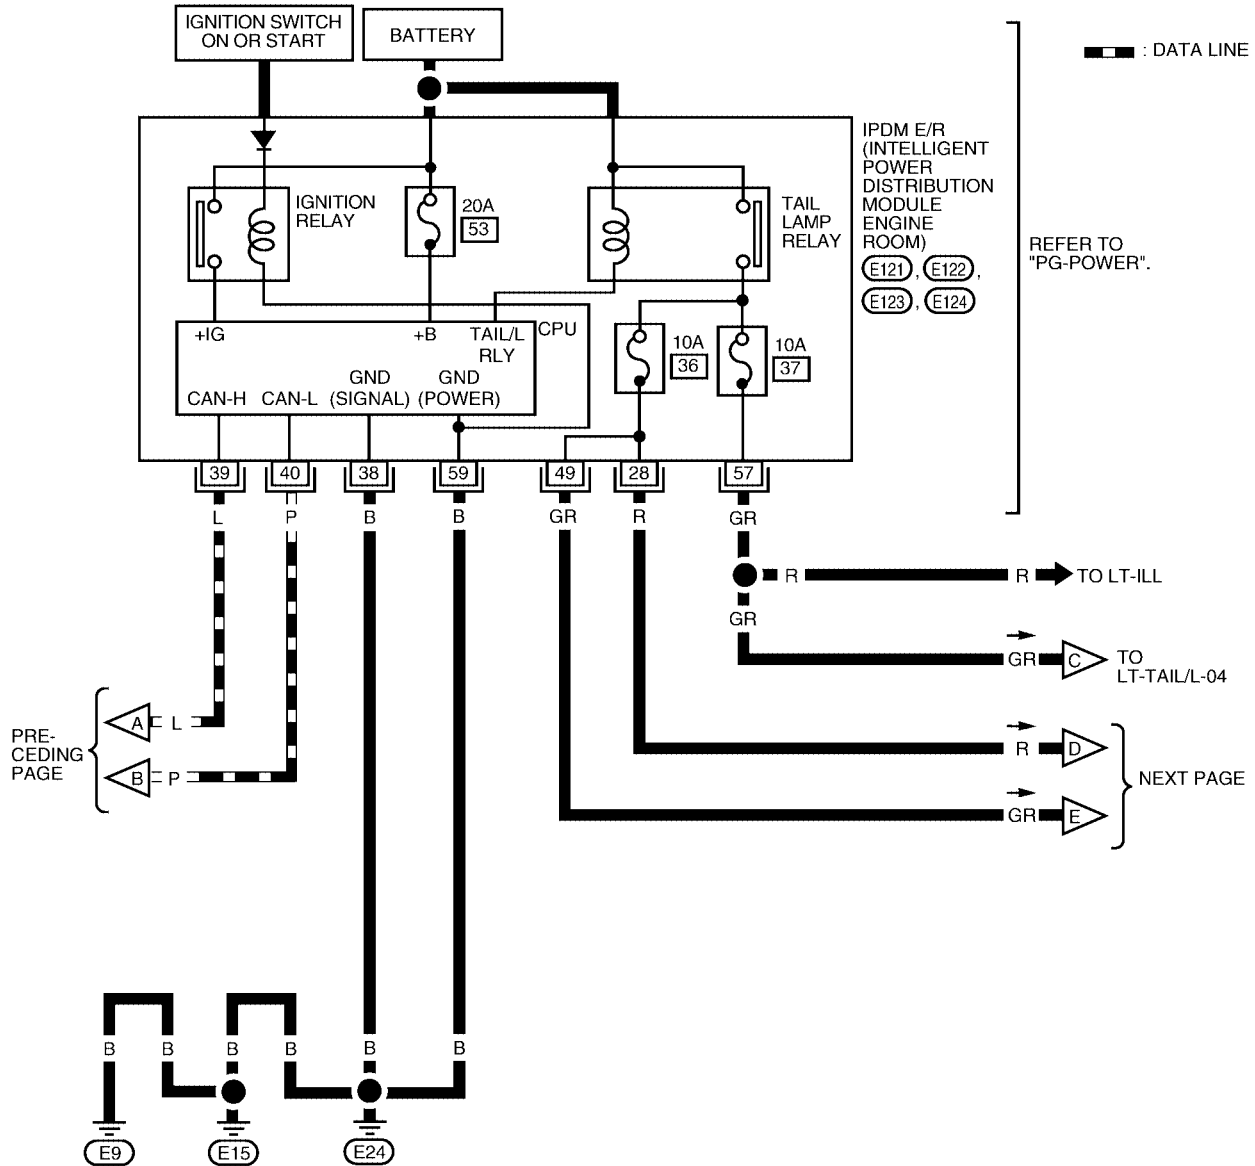 IGNITION SWITCH
ON OR START
BATTERY
: DATA LINE
IPDM E/R
(INTELLIGENT
POWER
DISTRIBUTION
MODULE
ENGINE
ROOM)
E121 , E122 ,
E123 , E124
REFER TO
"PG-POWER".
IGNITION
RELAY
20A
53
TAIL
LAMP
RELAY
+IG
+B
TAIL/L
RLY
CPU
10A
36
10A
37
CAN-H
CAN-L
GND
(SIGNAL)
GND
(POWER)
39
40
38
59
49
28
57
L
P
B
B
GR
R
GR
R
R
TO LT-ILL
GR
GR
C
TO
LT-TAIL/L-04
PRE-
CEDING
PAGE
A
L
B
P
R
D
GR
E
NEXT PAGE
B
B
B
B
B
B
E9
E15
E24